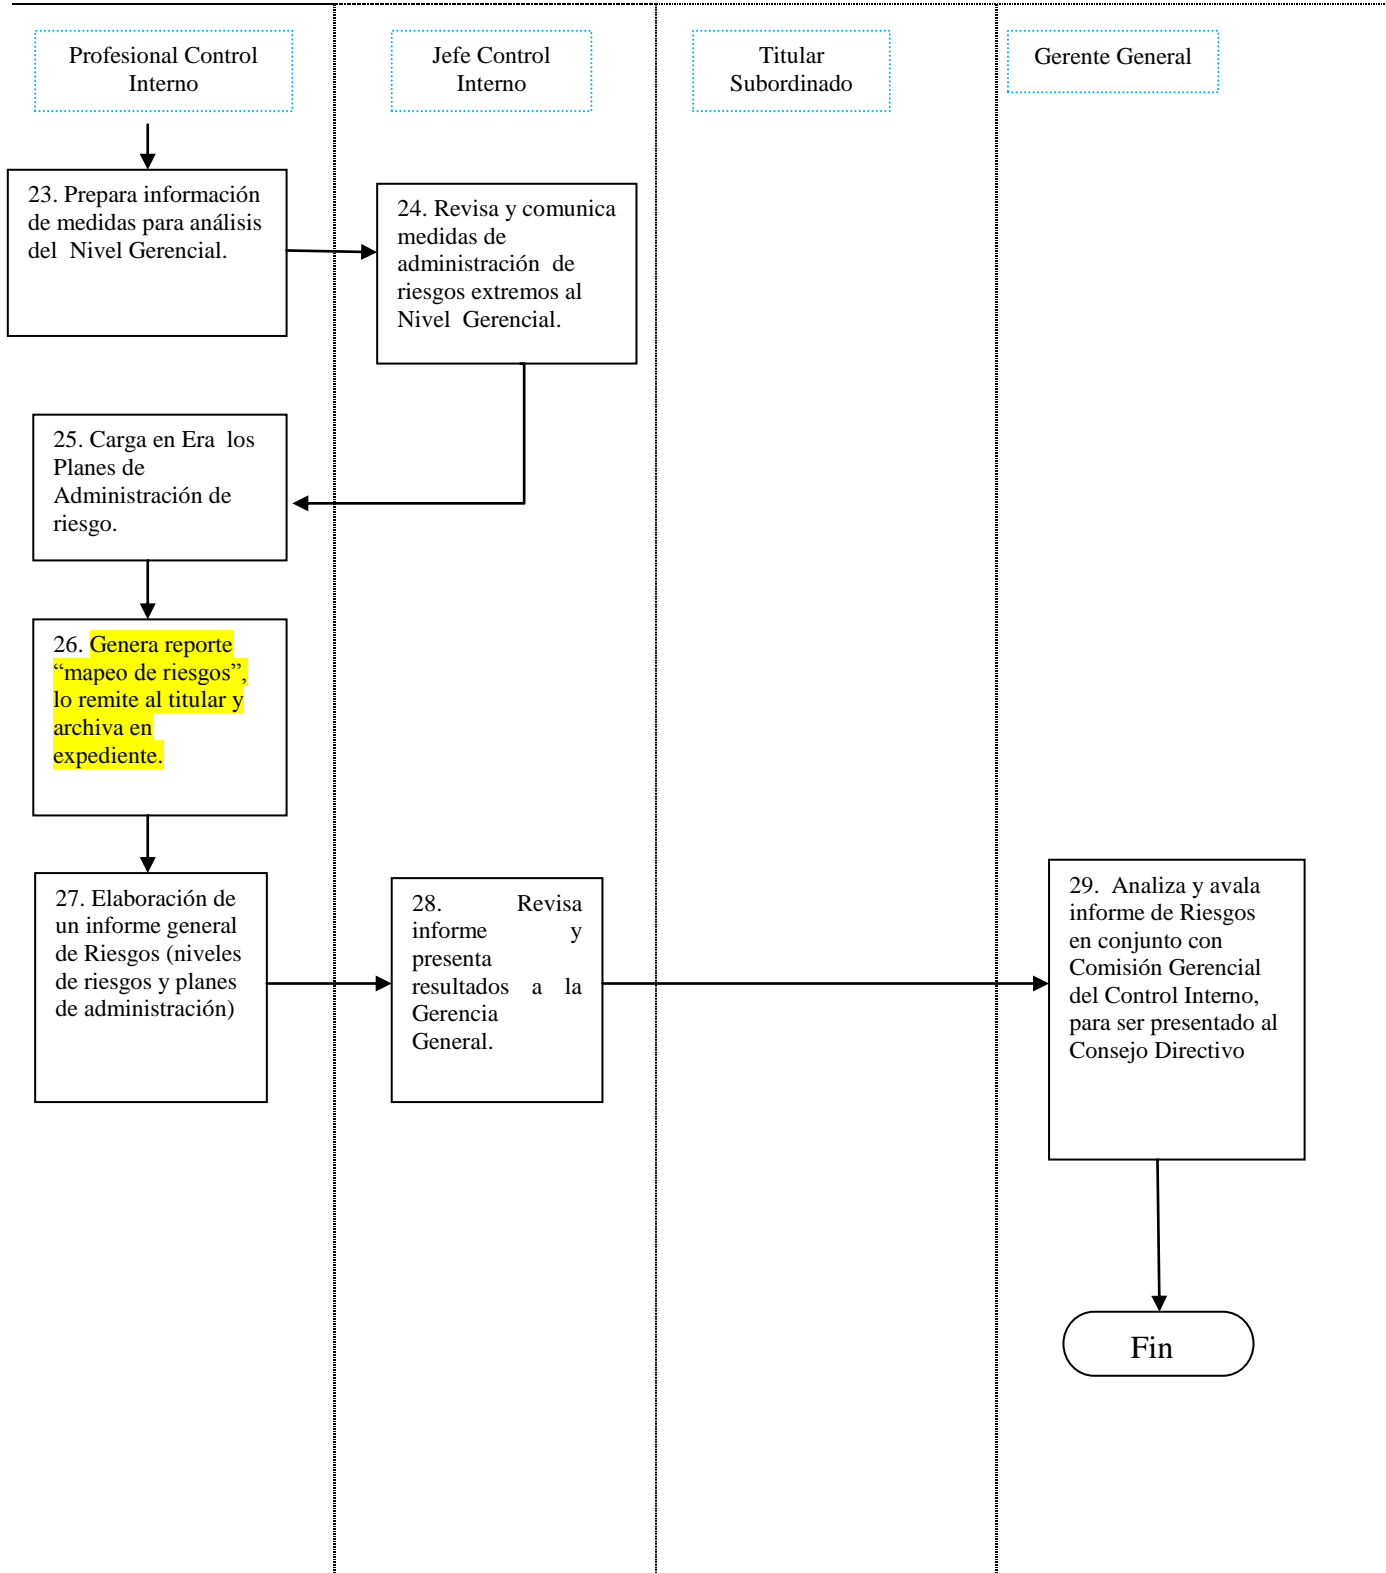 Profesional Control
Interno
Jefe Control
Interno
Titular
Subordinado
Gerente General
23. Prepara información
de medidas para análisis
del Nivel Gerencial.
24. Revisa y comunica
medidas de
administración de
riesgos extremos al
Nivel Gerencial.
25. Carga en Era los
Planes de
Administración de
riesgo.
26. Genera reporte
“mapeo de riesgos”,
lo remite al titular y
archiva en
expediente.
27. Elaboración de
un informe general
de Riesgos (niveles
de riesgos y planes
de administración)
28. Revisa
informe y
presenta
resultados a la
Gerencia
General.
29. Analiza y avala
informe de Riesgos
en conjunto con
Comisión Gerencial
del Control Interno,
para ser presentado al
Consejo Directivo
Fin